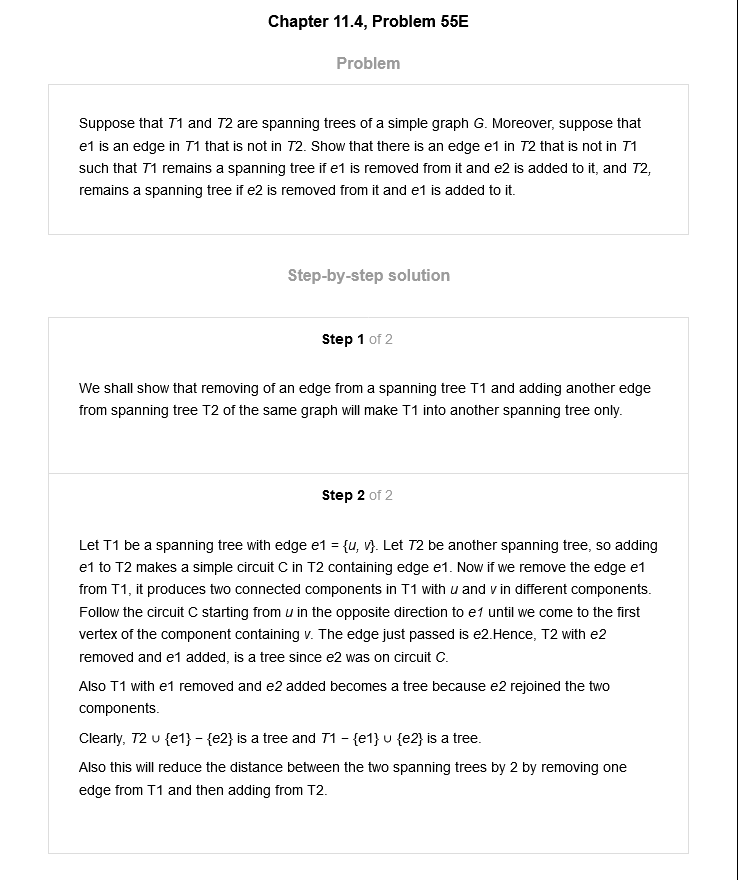 Chapter 11.4, Problem 55E
Problem
Suppose that T1 and T2 are spanning trees of a simple graph G. Moreover, suppose that
e1 is an edge in T1 that is not in T2. Show that there is an edge e1 in T2 that is not in T1
such that T1 remains a spanning tree if e1 is removed from it and e2 is added to it, and T2,
remains a spanning tree if e2 is removed from it and e1 is added to it.
Step-by-step solution
Step 1 of 2
We shall show that removing of an edge from a spanning tree T1 and adding another edge
from spanning tree T2 of the same graph will make T1 into another spanning tree only.
Step 2 of 2
Let T1 be a spanning tree with edge e1 = {u, v}. Let T2 be another spanning tree, so adding
e1 to T2 makes a simple circuit C in T2 containing edge e1. Now if we remove the edge e1
from T1, it produces two connected components in T1 with u and v in different components.
Follow the circuit C starting from u in the opposite direction to e1 until we come to the first
vertex of the component containing v. The edge just passed is e2.Hence, T2 with e2
removed and e1 added, is a tree since e2 was on circuit C.
Also T1 with e1 removed and e2 added becomes a tree because e2 rejoined the two
components.
Clearly, T2 ∪ {e1} − {e2} is a tree and T1 − {e1} ∪ {e2} is a tree.
Also this will reduce the distance between the two spanning trees by 2 by removing one
edge from T1 and then adding from T2.